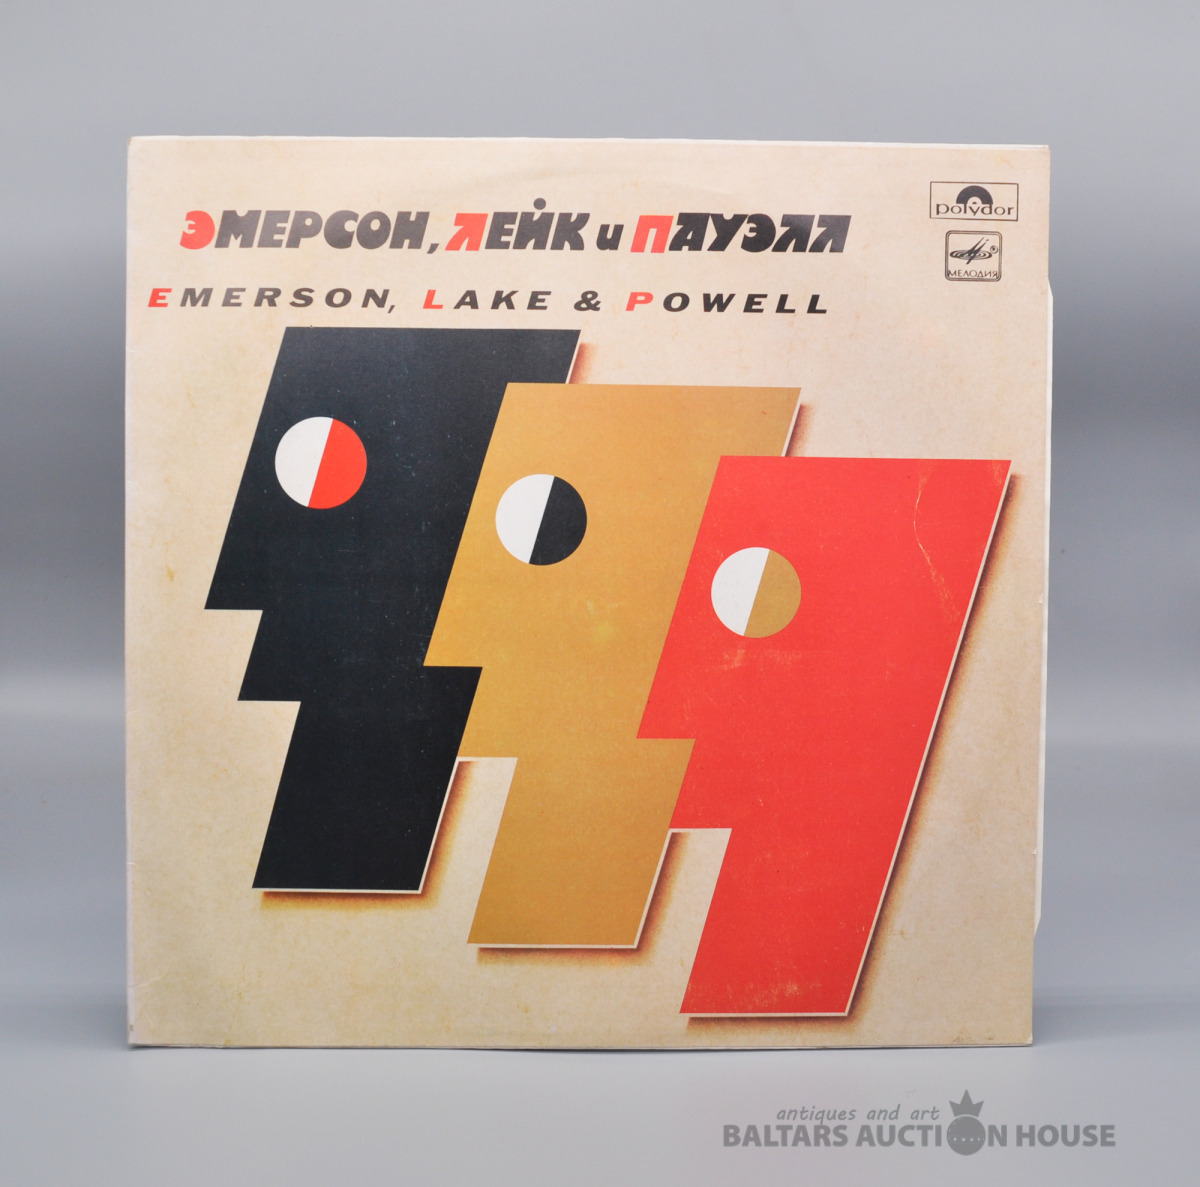 ЭМЕРСОН, ЛЕЙК и ПАУЭЛЛ
polydor
МЕЛОДИЯ
EMERSON, LAKE & POWELL
antiques and art
BALTARS AUCTION HOUSE